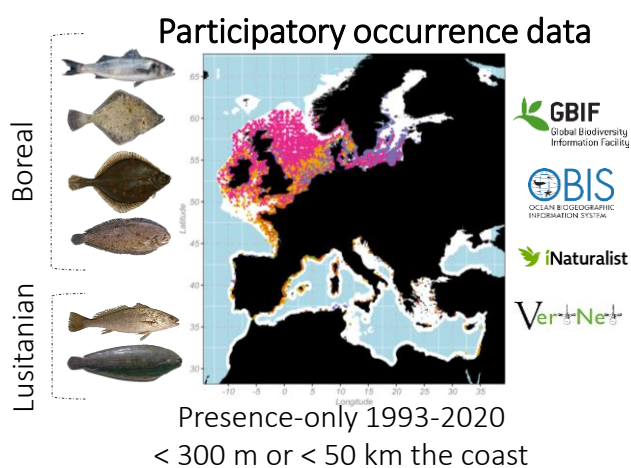 Participatory occurrence data
Boreal
Lusitanian
65
60
55
50
45
40
35
30
Latitude
-10
-5
0
5
10
15
20
25
30
35
Longitude
GBIF
Global Biodiversity
Information Facility
OBIS
OCEAN BIOGEOGRAPHIC
INFORMATION SYSTEM
iNaturalist
VertNet
Presence-only 1993-2020
< 300 m or < 50 km the coast